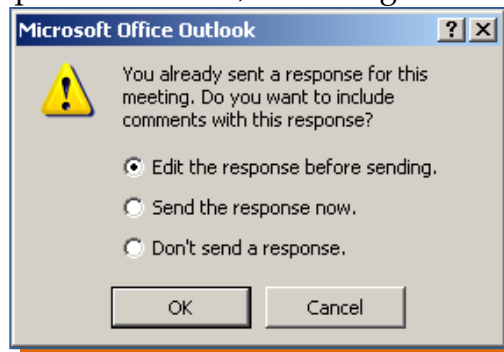 Microsoft Office Outlook
You already sent a response for this
meeting. Do you want to include
comments with this response?
Edit the response before sending.
Send the response now.
Don't send a response.
OK
Cancel